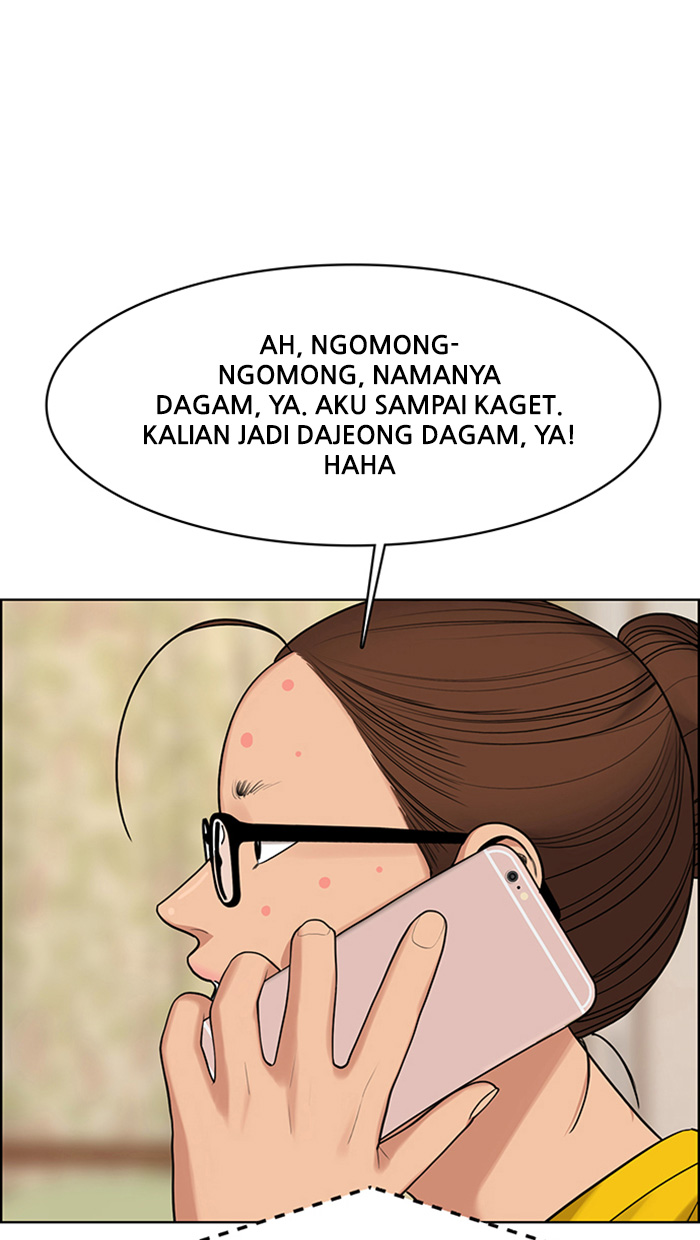 AH, NGOMONG-
NGOMONG, NAMANYA
DAGAM, YA. AKU SAMPAI KAGET.
KALIAN JADI DAJEONG DAGAM, YA!
HAHA